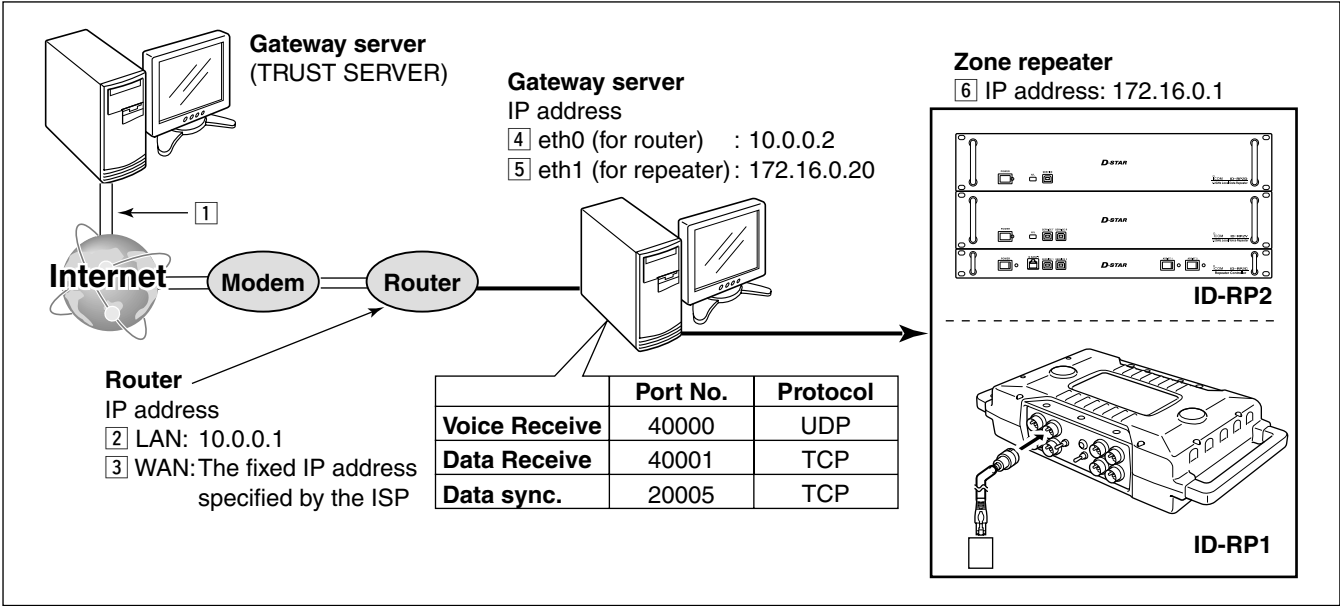 Gateway server
(TRUST SERVER)
Gateway server
IP address
4 eth0 (for router) : 10.0.0.2
5 eth1 (for repeater) : 172.16.0.20
Zone repeater
6 IP address: 172.16.0.1
D-STAR
D-STAR
D-STAR
ID-RP2
1
Internet
Modem
Router
Router
IP address
2 LAN: 10.0.0.1
3 WAN: The fixed IP address
specified by the ISP
Port No. Protocol
Voice Receive 40000 UDP
Data Receive 40001 TCP
Data sync. 20005 TCP
ID-RP1